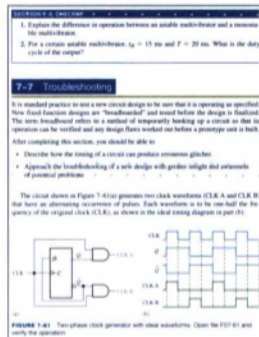 SECTION 7-6 CHECKUP
1. Explain the difference in operation between an astable multivibrator and a monosta-
ble multivibrator.
2. For a certain astable multivibrator, tH = 15 ms and T = 20 ms. What is the duty
cycle of the output?
7-7 Troubleshooting
It is standard practice to test a new circuit design to be sure that it is operating as specified.
New fixed-function designs are "breadboarded" and tested before the design is finalized.
The term breadboard refers to a method of temporarily hooking up a circuit so that its
operation can be verified and any design flaws worked out before a prototype unit is built.
After completing this section, you should be able to
• Describe how the timing of a circuit can produce erroneous glitches
• Approach the troubleshooting of a new design with greater insight and awareness
of potential problems
The circuit shown in Figure 7-61(a) generates two clock waveforms (CLK A and CLK B)
that have an alternating occurrence of pulses. Each waveform is to be one-half the fre-
quency of the original clock (CLK), as shown in the ideal timing diagram in part (b).
CLK
Q
Q
CLK A
CLK B
D
Q
C
Q
CLK
CLK A
CLK B
(a)
(b)
FIGURE 7-61 Two-phase clock generator with ideal waveforms. Open file F07-61 and
verify the operation.